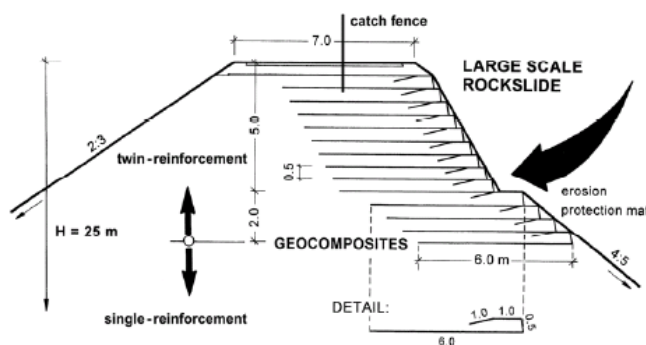 catch fence
7.0
LARGE SCALE
ROCKSLIDE
2:3
5.0
twin-reinforcement
0.5
erosion
protection mat
2.0
H = 25 m
GEOCOMPOSITES
6.0 m
4:5
single-reinforcement
DETAIL:
1.0 1.0
0.5
6.0